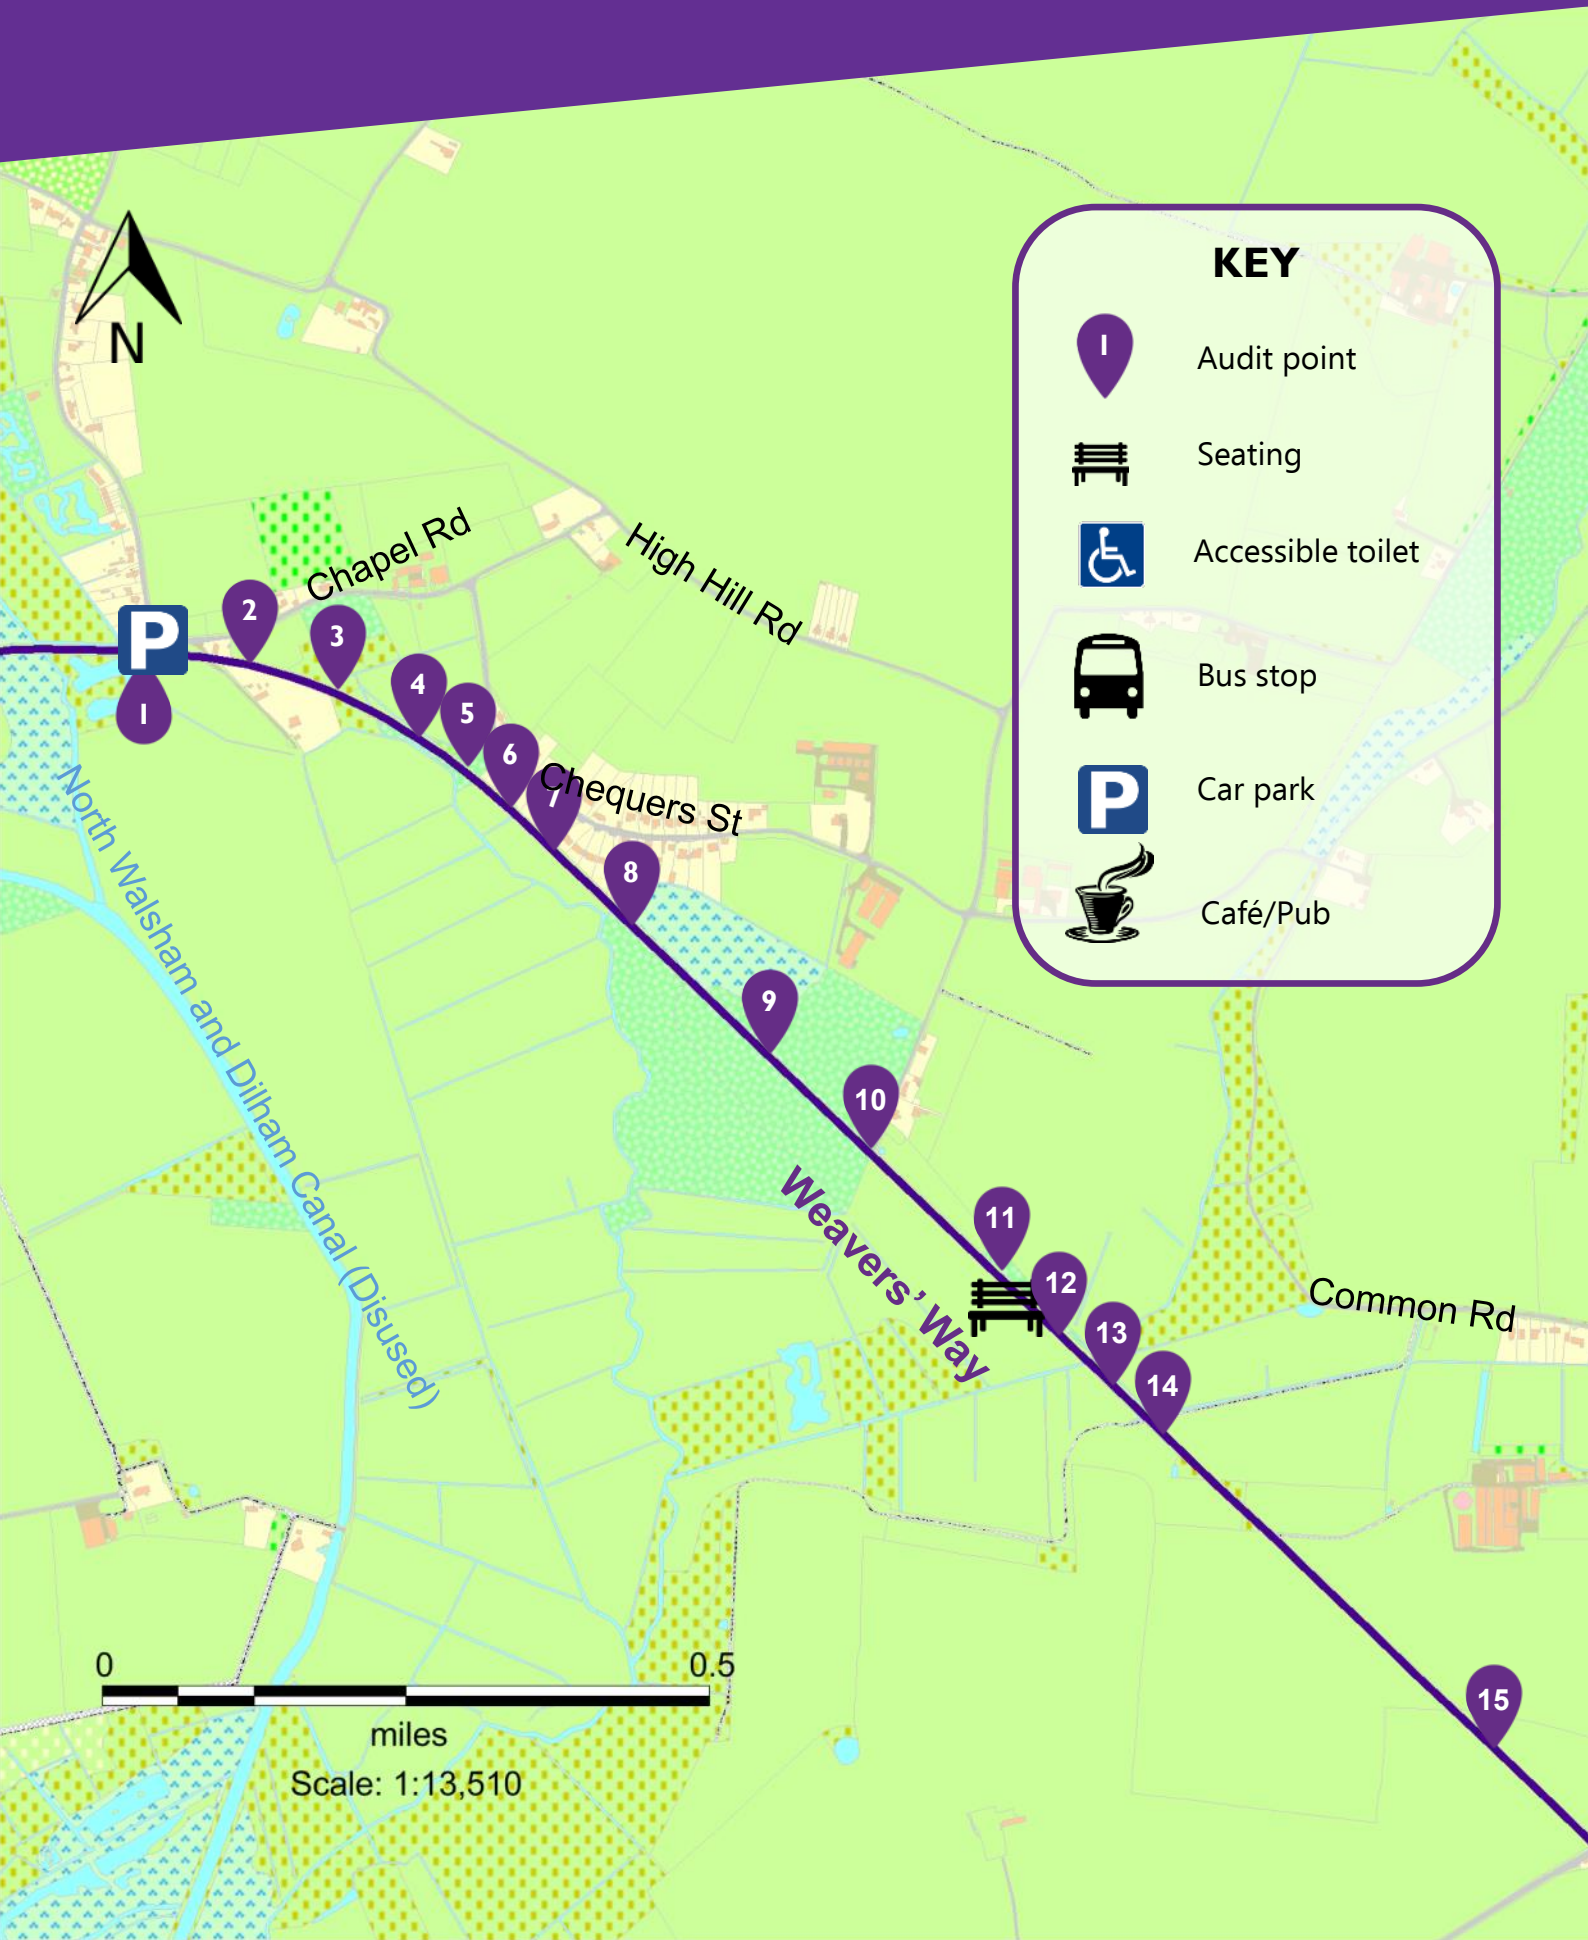 N
KEY
I
Audit point
Seating
Accessible toilet
Bus stop
P
Car park
Café/Pub
Chapel Rd
High Hill Rd
2
3
P
I
4
5
6
7
Chequers St
8
9
10
North Walsham and Dilham Canal (Disused)
Weavers' Way
11
12
13
14
Common Rd
15
0
0.5
miles
Scale: 1:13,510